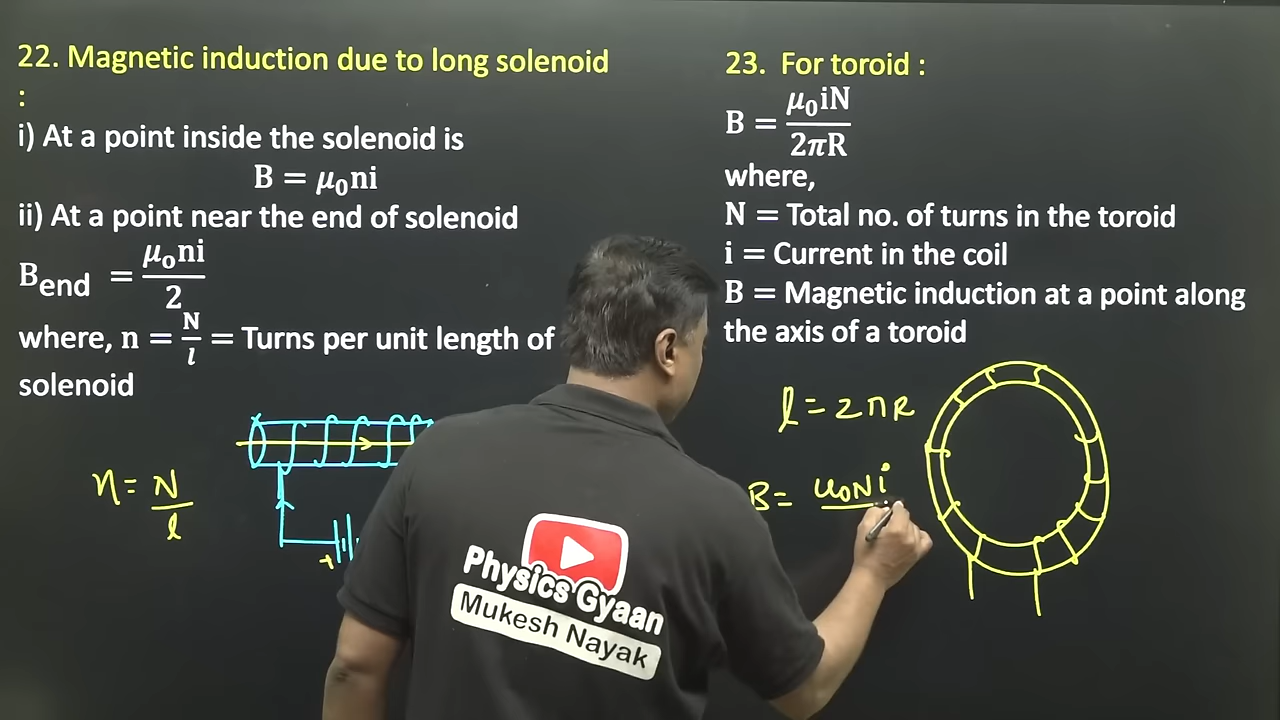 22. Magnetic induction due to long solenoid
:
i) At a point inside the solenoid is
B = μ₀ni
ii) At a point near the end of solenoid
B_end = μ₀ni / 2
where, n = N/l = Turns per unit length of
solenoid
n = N/l
+
23. For toroid :
B = μ₀iN / 2πR
where,
N = Total no. of turns in the toroid
i = Current in the coil
B = Magnetic induction at a point along
the axis of a toroid
l = 2πR
B = μ₀Ni
Physics Gyaan
Mukesh Nayak